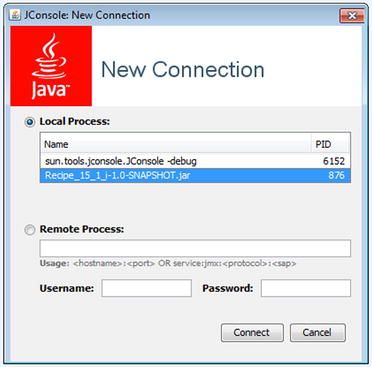 JConsole: New Connection
Java™
New Connection
Local Process:
Name PID
sun.tools.jconsole.JConsole -debug 6152
Recipe_15_1_i-1.0-SNAPSHOT.jar 876
Remote Process:
Usage: <hostname>:<port> OR service:jmx:<protocol>:<sap>
Username: Password:
Connect Cancel